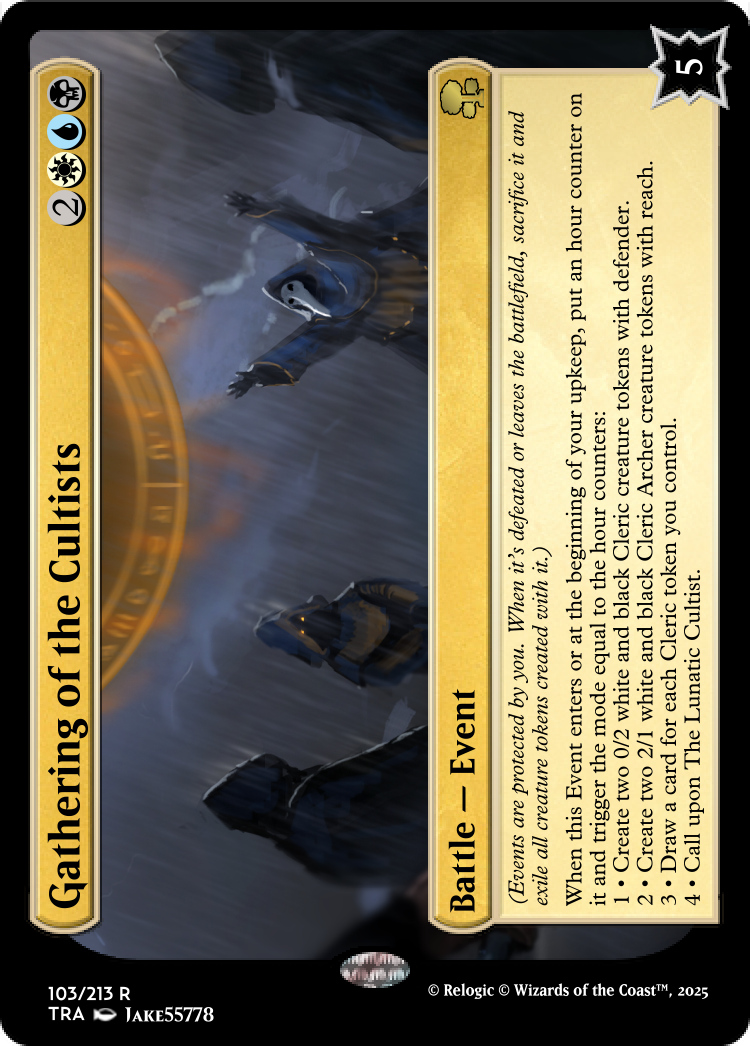 Gathering of the Cultists 2
Battle — Event
(Events are protected by you. When it's defeated or leaves the battlefield, sacrifice it and
exile all creature tokens created with it.)
When this Event enters or at the beginning of your upkeep, put an hour counter on
it and trigger the mode equal to the hour counters:
1 • Create two 0/2 white and black Cleric creature tokens with defender.
2 • Create two 2/1 white and black Cleric Archer creature tokens with reach.
3 • Draw a card for each Cleric token you control.
4 • Call upon The Lunatic Cultist.
5
103/213 R
TRA Jake55778
© Relogic © Wizards of the Coast™, 2025